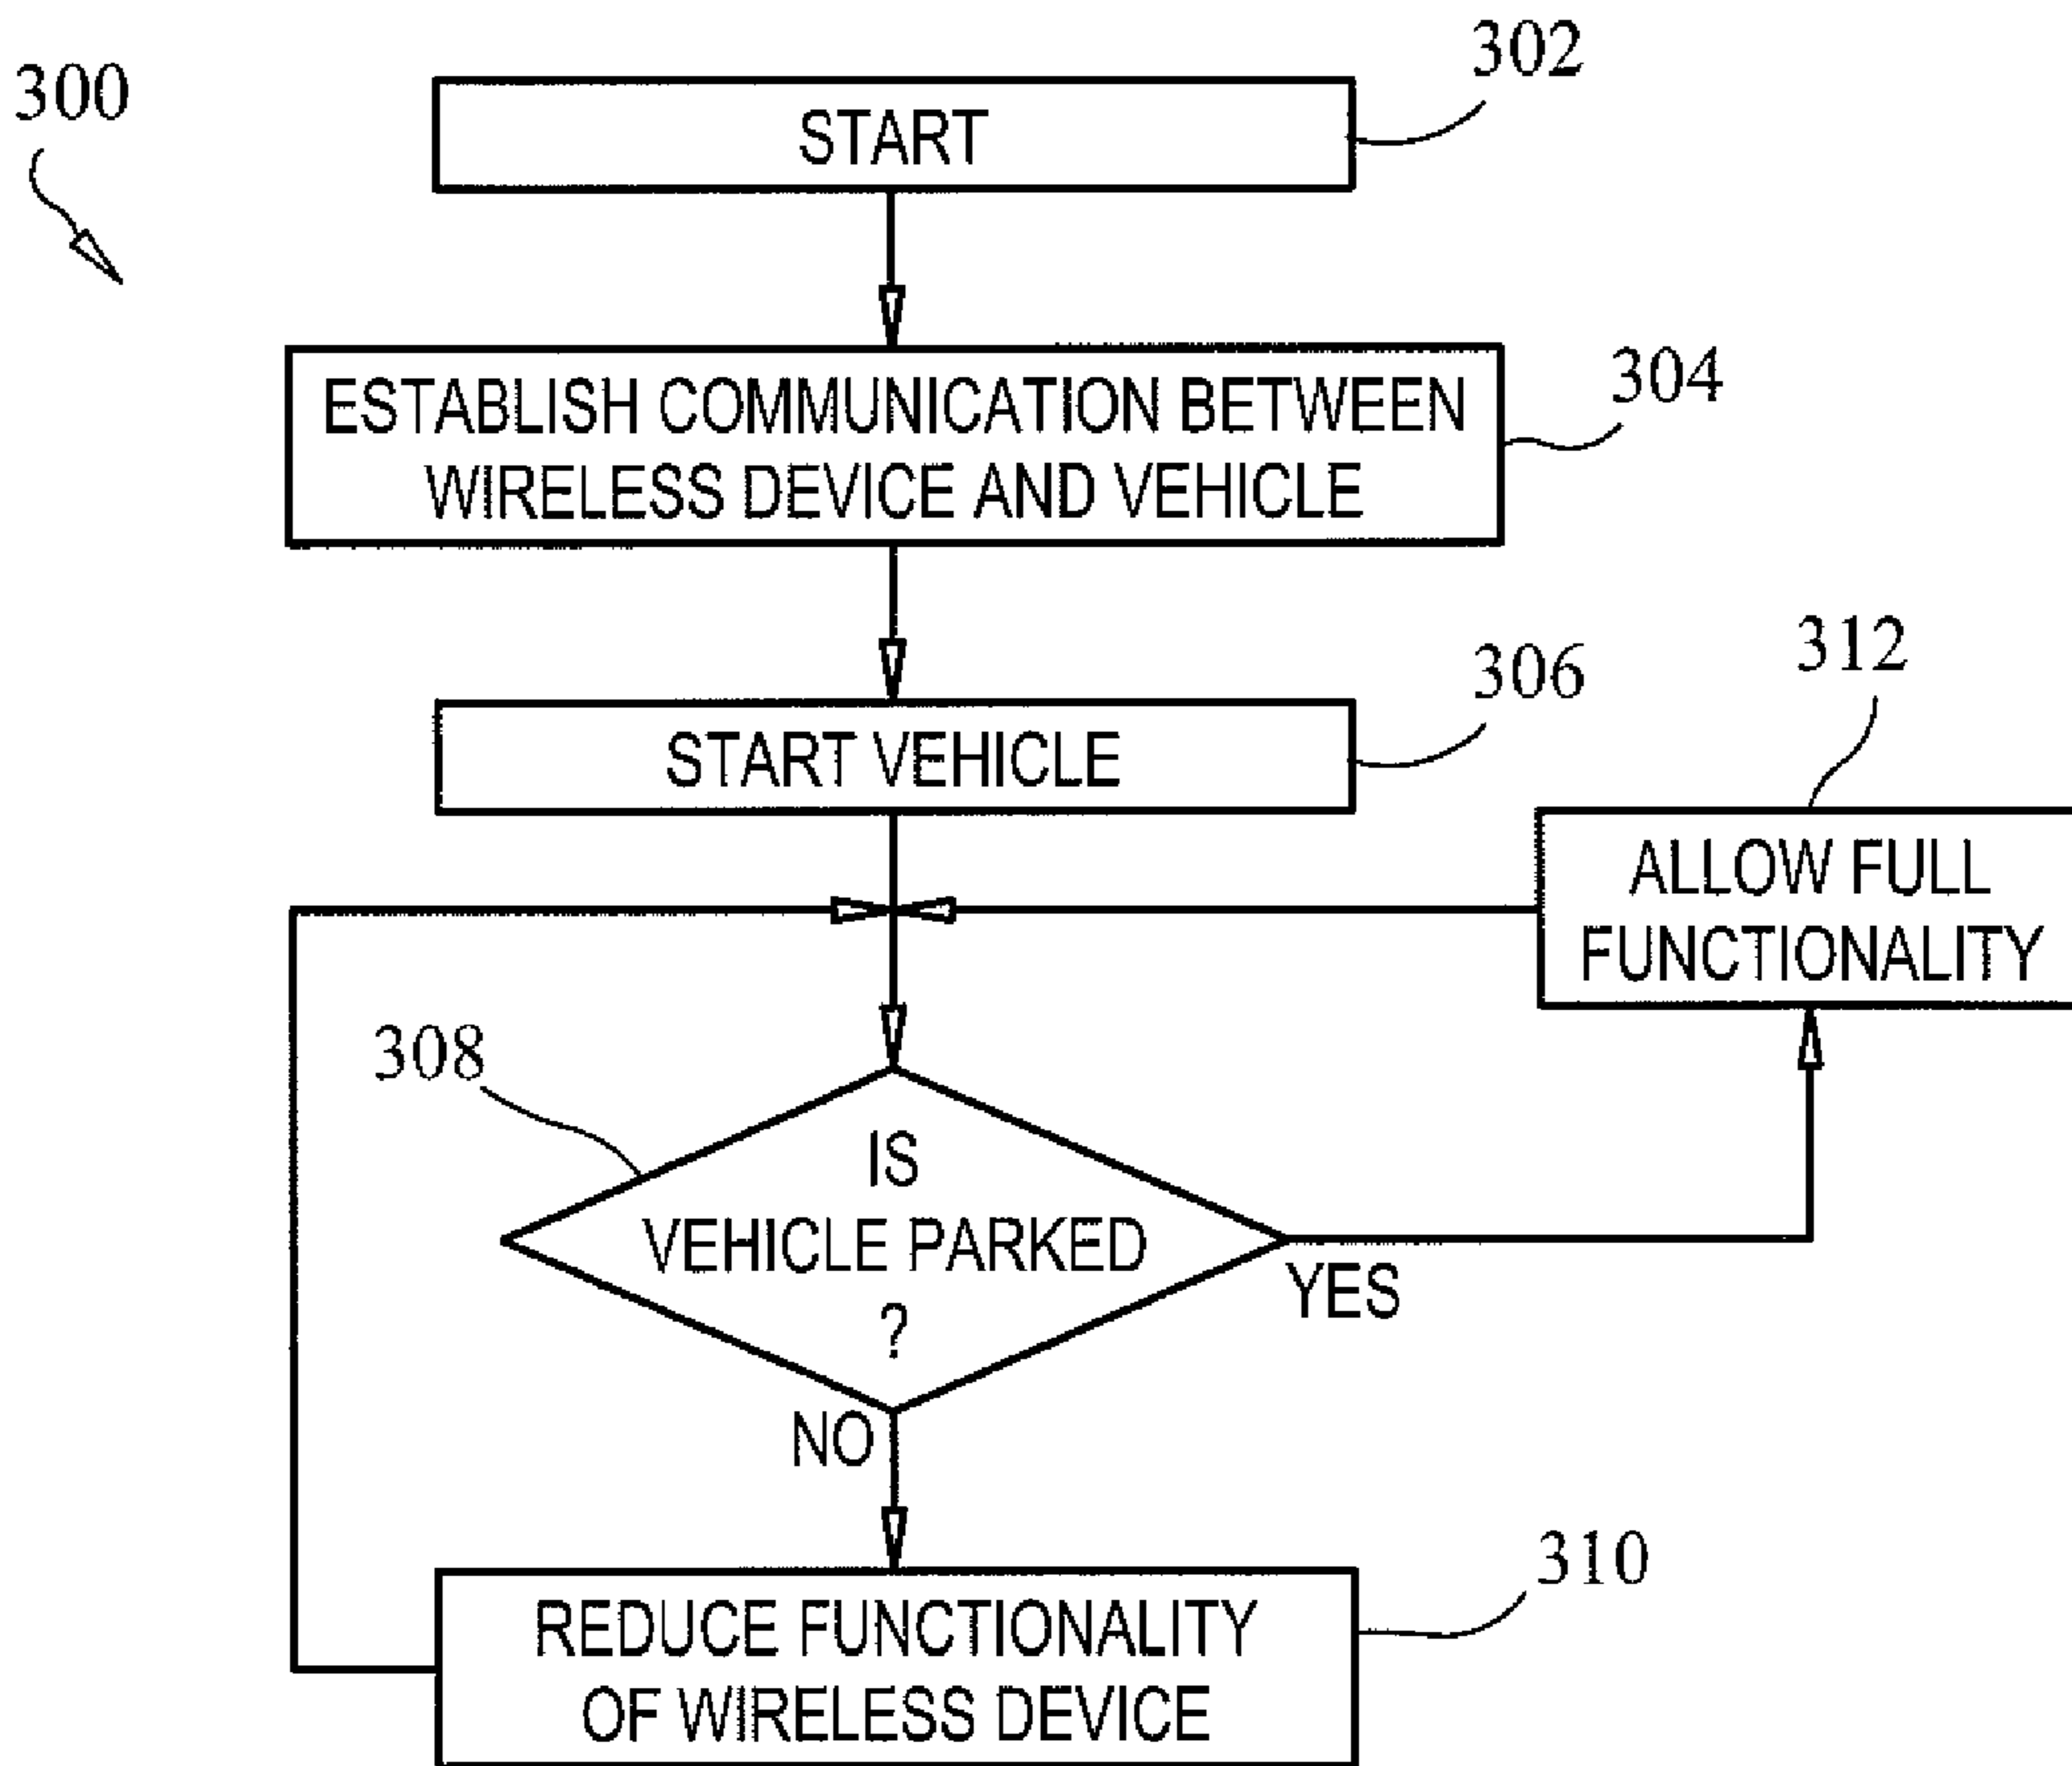 300
302
START
304
ESTABLISH COMMUNICATION BETWEEN
WIRELESS DEVICE AND VEHICLE
306
START VEHICLE
312
ALLOW FULL
FUNCTIONALITY
308
IS
VEHICLE PARKED
?
YES
NO
310
REDUCE FUNCTIONALITY
OF WIRELESS DEVICE